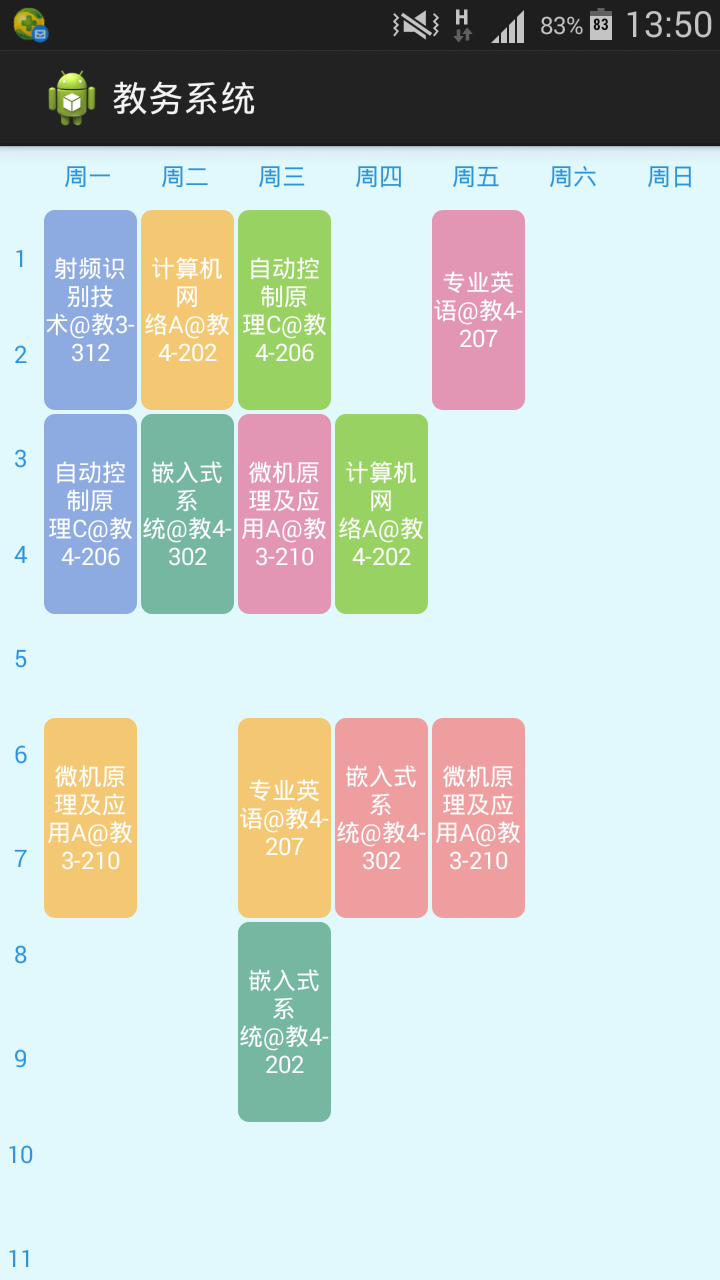 H 83% 83 13:50
教务系统
周一 周二 周三 周四 周五 周六 周日
1
2
3
4
5
6
7
8
9
10
11
射频识
别技
术@教3-
312
计算机
网
络A@教
4-202
自动控
制原
理C@教
4-206
专业英
语@教4-
207
自动控
制原
理C@教
4-206
嵌入式
系
统@教4-
302
微机原
理及应
用A@教
3-210
计算机
网
络A@教
4-202
微机原
理及应
用A@教
3-210
专业英
语@教4-
207
嵌入式
系
统@教4-
302
微机原
理及应
用A@教
3-210
嵌入式
系
统@教4-
202